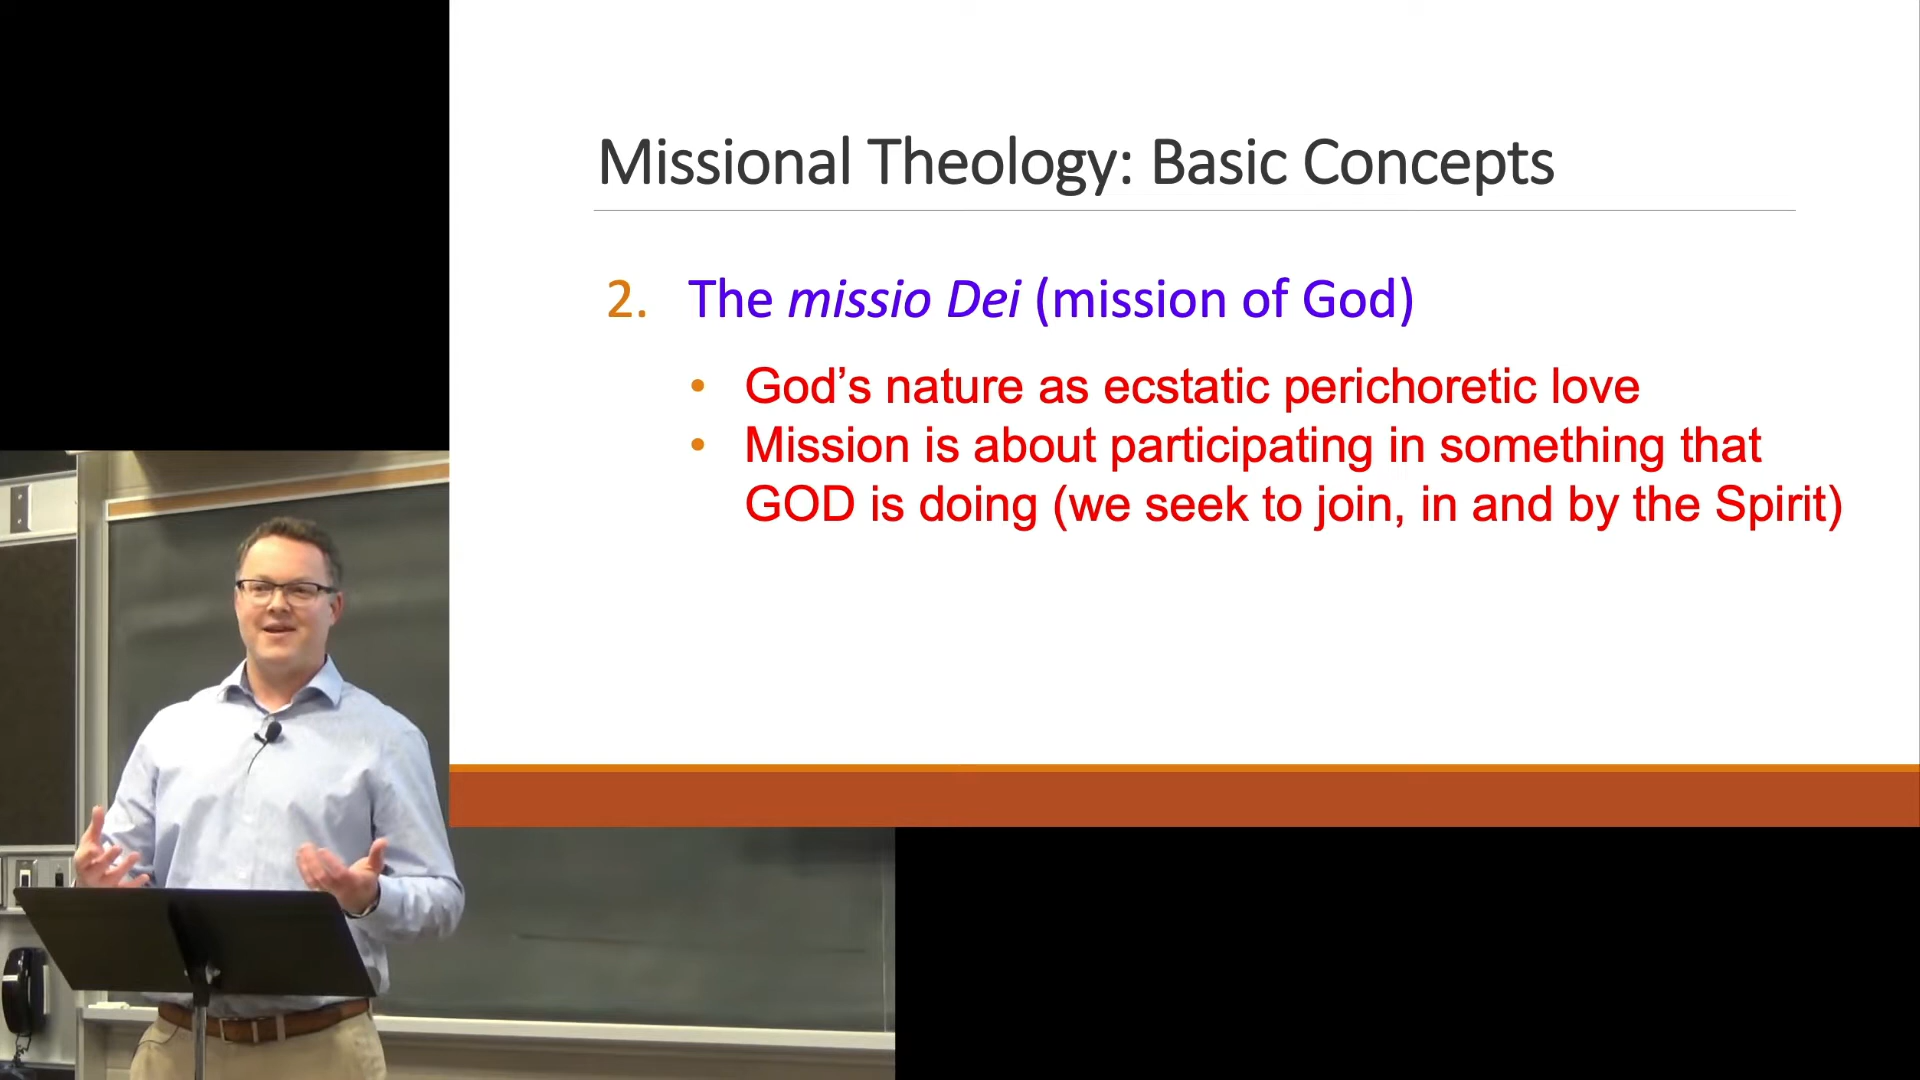 Missional Theology: Basic Concepts
2. The missio Dei (mission of God)
• God’s nature as ecstatic perichoretic love
• Mission is about participating in something that
GOD is doing (we seek to join, in and by the Spirit)